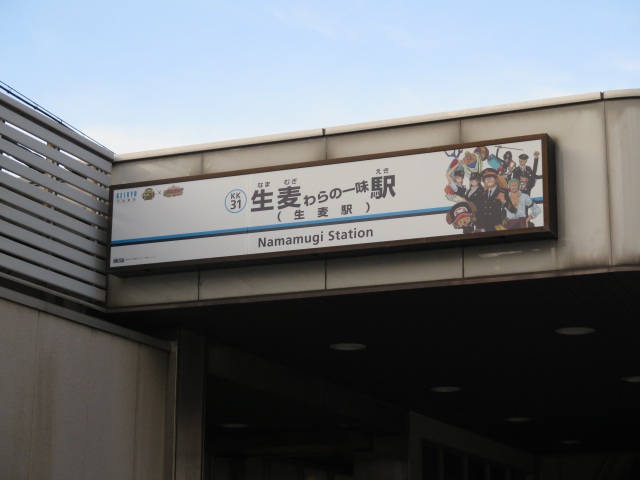 KEIKYU
KK
31
なま むぎ えき
生麦わらの一味駅
(生麦駅)
Namamugi Station